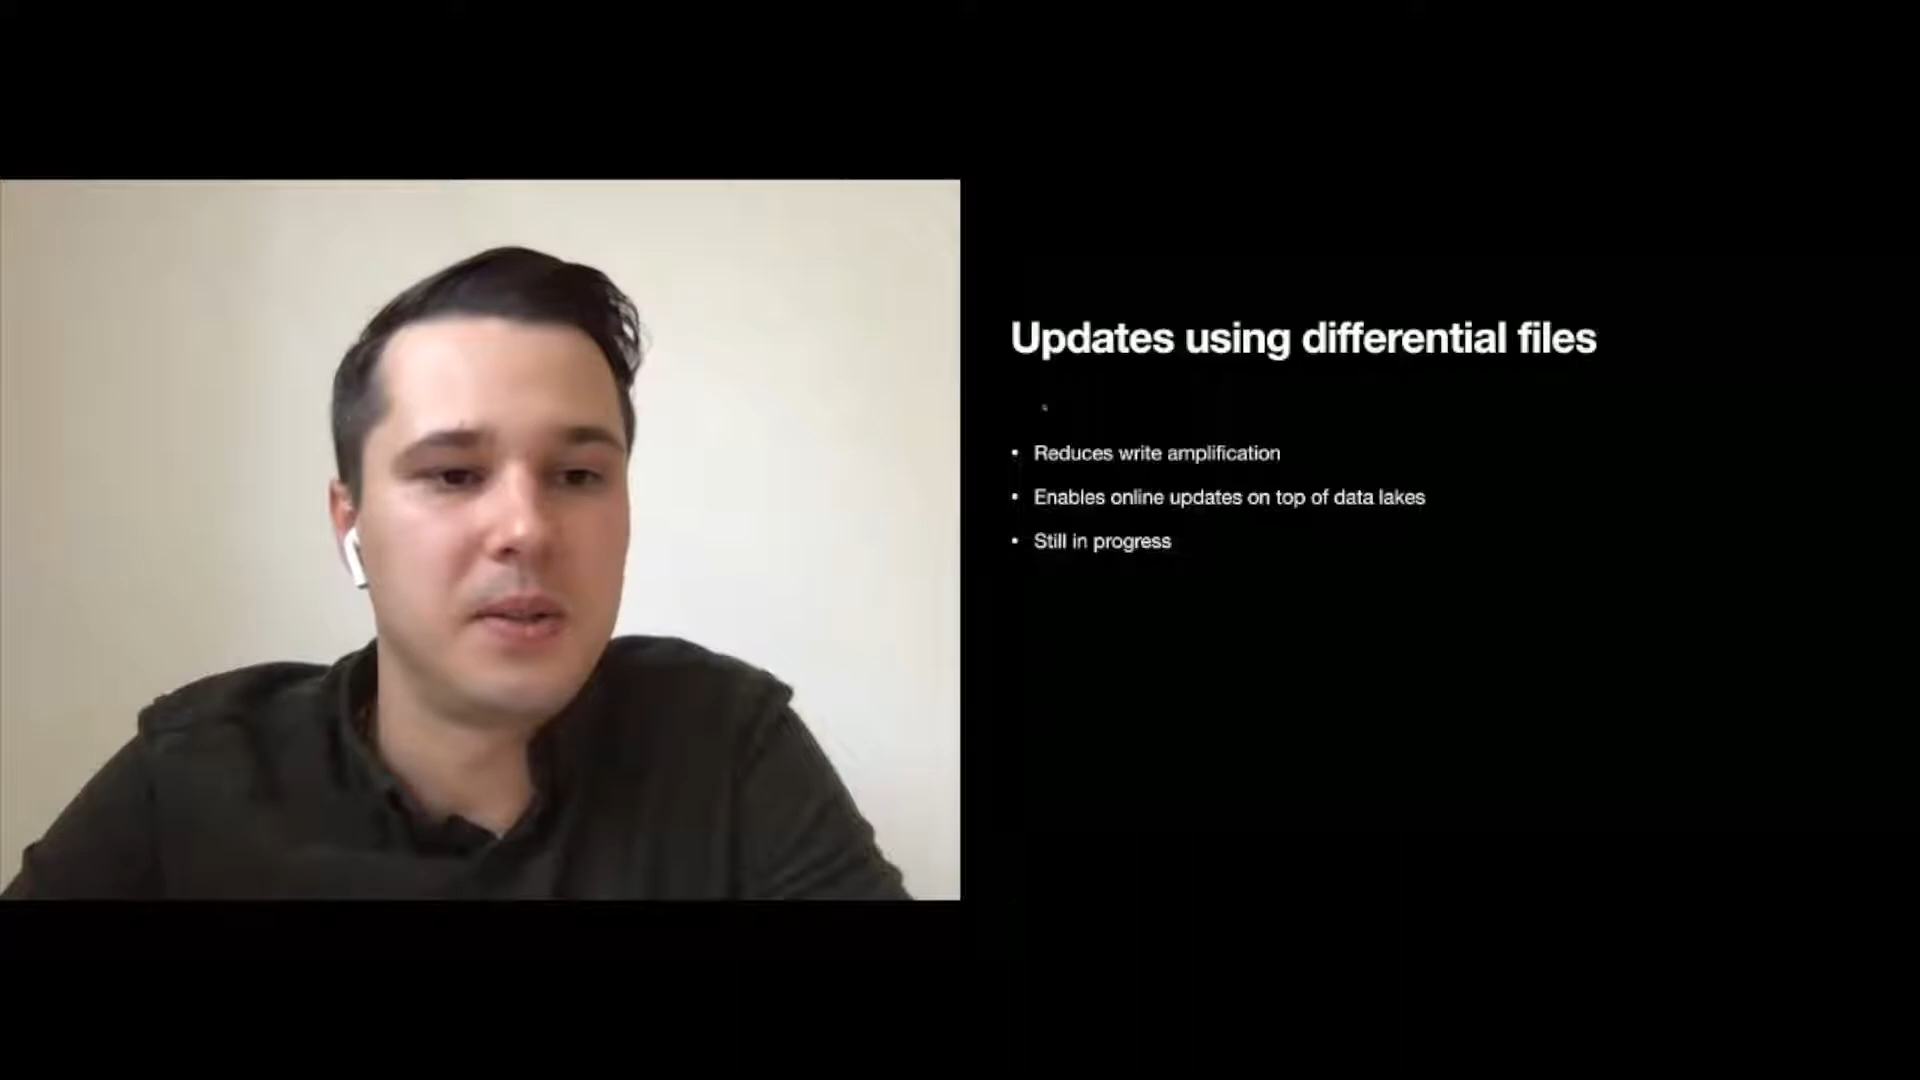 Updates using differential files
• Reduces write amplification
• Enables online updates on top of data lakes
• Still in progress